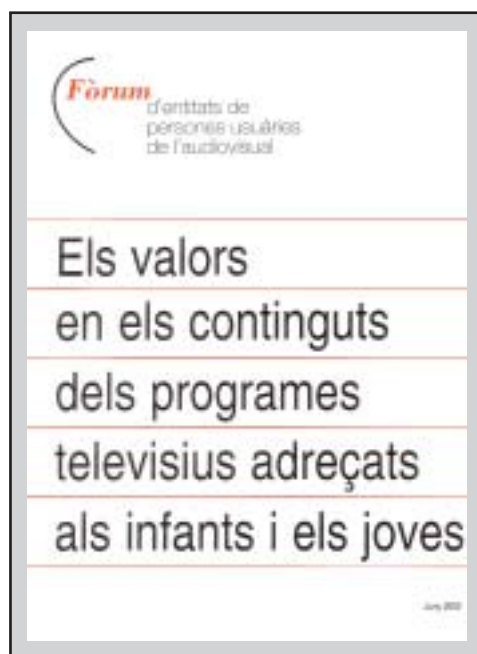 Fòrum
d'entitats de
persones usuàries
de l'audiovisual
Els valors
en els continguts
dels programes
televisius adreçats
als infants i els joves